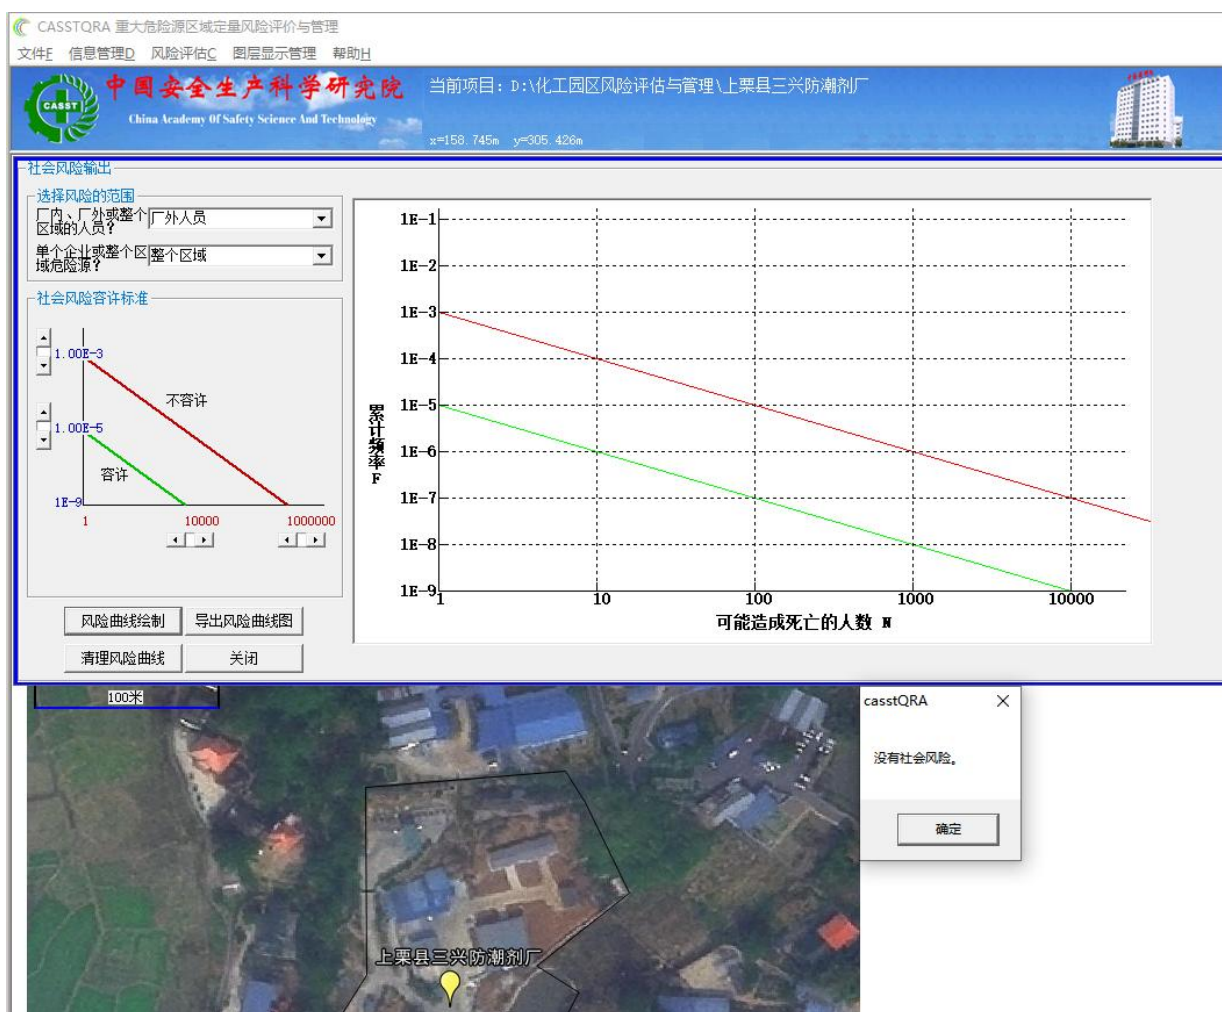 CASSTQRA 重大危险源区域定量风险评价与管理
文件F 信息管理D 风险评估C 图层显示管理 帮助H
CASST
中国安全生产科学研究院
China Academy Of Safety Science And Technology
当前项目: D:\化工园区风险评估与管理\上栗县三兴防潮剂厂
x=158.745m y=305.426m
社会风险输出
选择风险的范围
厂内、厂外或整个
区域的人员?
厂外人员
单个企业或整个区
域危险源?
整个区域
社会风险容许标准
1.00E-3
不容许
1.00E-5
容许
1E-9
1 10000 1000000
风险曲线绘制 导出风险曲线图
清理风险曲线 关闭
1E-1
1E-2
1E-3
1E-4
1E-5
1E-6
1E-7
1E-8
1E-9
累计频率F
1 10 100 1000 10000
可能造成死亡的人数 N
100米
casstQRA
没有社会风险。
确定
上栗县三兴防潮剂厂